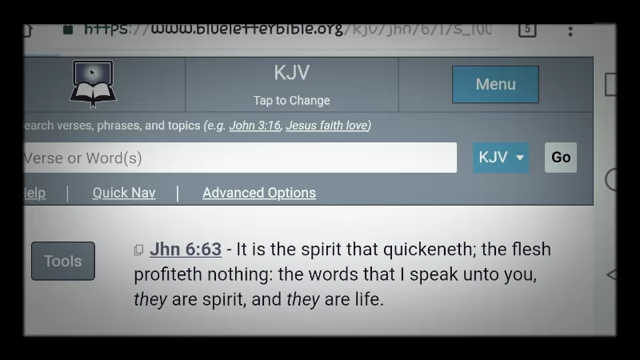 https://www.blueletterbible.org/kjv/jhn/6/1/s_100
5
KJV
Tap to Change
Menu
earch verses, phrases, and topics (e.g. John 3:16, Jesus faith love)
Verse or Word(s)
KJV
Go
elp | Quick Nav | Advanced Options
Tools
Jhn 6:63 - It is the spirit that quickeneth; the flesh
profiteth nothing: the words that I speak unto you,
they are spirit, and they are life.